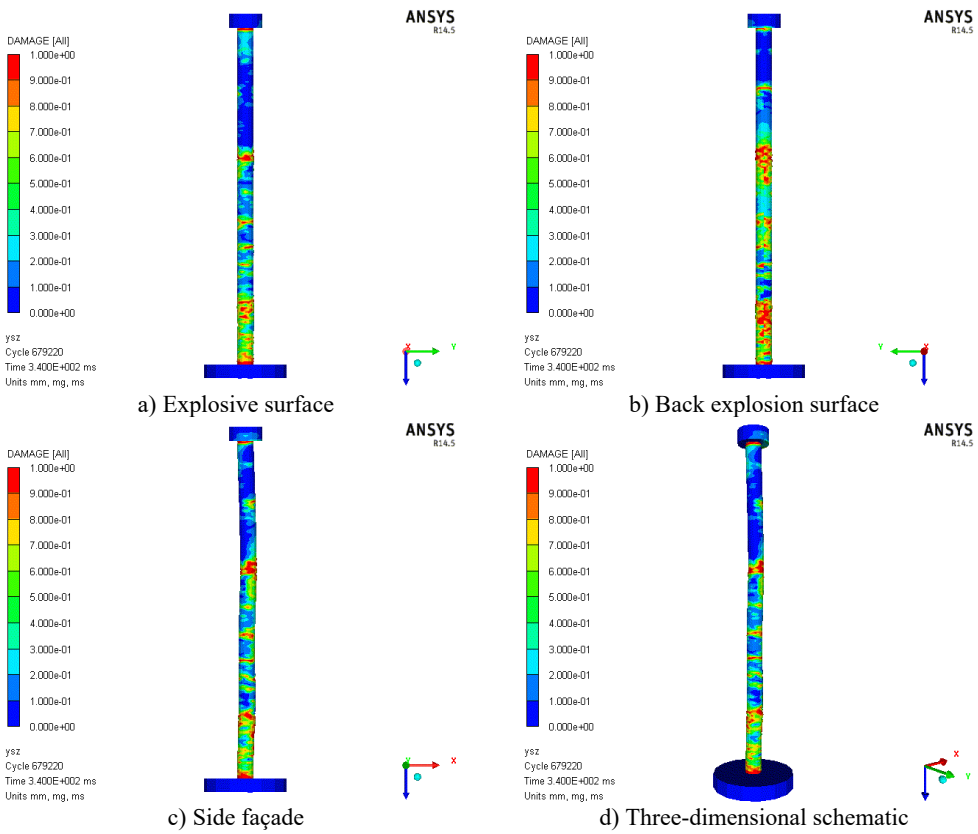 ANSYS
R14.5
DAMAGE [All]
1.000e+00
9.000e-01
8.000e-01
7.000e-01
6.000e-01
5.000e-01
4.000e-01
3.000e-01
2.000e-01
1.000e-01
0.000e+00
ysz
Cycle 679220
Time 3.400E+002 ms
Units mm, mg, ms
X
Y
a) Explosive surface
ANSYS
R14.5
DAMAGE [All]
1.000e+00
9.000e-01
8.000e-01
7.000e-01
6.000e-01
5.000e-01
4.000e-01
3.000e-01
2.000e-01
1.000e-01
0.000e+00
ysz
Cycle 679220
Time 3.400E+002 ms
Units mm, mg, ms
Y
X
b) Back explosion surface
ANSYS
R14.5
DAMAGE [All]
1.000e+00
9.000e-01
8.000e-01
7.000e-01
6.000e-01
5.000e-01
4.000e-01
3.000e-01
2.000e-01
1.000e-01
0.000e+00
ysz
Cycle 679220
Time 3.400E+002 ms
Units mm, mg, ms
Y
X
c) Side façade
ANSYS
R14.5
DAMAGE [All]
1.000e+00
9.000e-01
8.000e-01
7.000e-01
6.000e-01
5.000e-01
4.000e-01
3.000e-01
2.000e-01
1.000e-01
0.000e+00
ysz
Cycle 679220
Time 3.400E+002 ms
Units mm, mg, ms
X
Y
d) Three-dimensional schematic